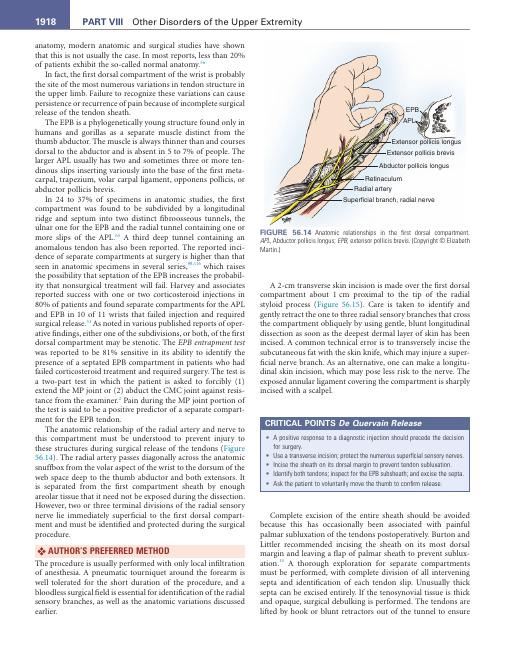 1918
PART VIII Other Disorders of the Upper Extremity
anatomy, modern anatomic and surgical studies have shown
that this is not usually the case. In most reports, less than 20%
of patients exhibit the so-called normal anatomy.
In fact, the first dorsal compartment of the wrist is probably
the site of the most numerous variations in tendon structure in
the upper limb. Failure to recognize these variations can cause
persistence or recurrence of pain because of incomplete surgical
release of the tendon sheath.
The EPB is a phylogenetically young structure found only in
humans and gorillas as a separate muscle distinct from the
thumb abductor. The muscle is always thinner than and courses
dorsal to the abductor and is absent in 5 to 7% of people. The
larger APL usually has two and sometimes three or more ten-
dinous slips inserting variously into the base of the first meta-
carpal, trapezium, volar carpal ligament, opponens pollicis, or
abductor pollicis brevis.
In 24 to 37% of specimens in anatomic studies, the first
compartment was found to be subdivided by a longitudinal
ridge and septum into two distinct fibroosseous tunnels, the
ulnar one for the EPB and the radial tunnel containing one or
more slips of the APL. A third deep tunnel containing an
anomalous tendon has also been reported. The reported inci-
dence of separate compartments at surgery is higher than that
seen in anatomic specimens in several series, which raises
the possibility that septation of the EPB increases the probabil-
ity that nonsurgical treatment will fail. Harvey and associates
reported success with one or two corticosteroid injections in
80% of patients and found separate compartments for the APL
and EPB in 10 of 11 wrists that failed injection and required
surgical release. As noted in various published reports of oper-
ative findings, either one of the subdivisions, or both, of the first
dorsal compartment may be stenotic. The EPB entrapment test
was reported to be 81% sensitive in its ability to identify the
presence of a septated EPB compartment in patients who had
failed corticosteroid treatment and required surgery. The test is
a two-part test in which the patient is asked to forcibly (1)
extend the MP joint or (2) abduct the CMC joint against resis-
tance from the examiner. Pain during the MP joint portion of
the test is said to be a positive predictor of a separate compart-
ment for the EPB tendon.
The anatomic relationship of the radial artery and nerve to
this compartment must be understood to prevent injury to
these structures during surgical release of the tendons (Figure
56.14). The radial artery passes diagonally across the anatomic
snuffbox from the volar aspect of the wrist to the dorsum of the
web space deep to the thumb abductor and both extensors. It
is separated from the first compartment sheath by enough
areolar tissue that it need not be exposed during the dissection.
However, two or three terminal divisions of the radial sensory
nerve lie immediately superficial to the first dorsal compart-
ment and must be identified and protected during the surgical
procedure.
❖ AUTHOR'S PREFERRED METHOD
The procedure is usually performed with only local infiltration
of anesthesia. A pneumatic tourniquet around the forearm is
well tolerated for the short duration of the procedure, and a
bloodless surgical field is essential for identification of the radial
sensory branches, as well as the anatomic variations discussed
earlier.
EPB
APL
Extensor pollicis longus
Extensor pollicis brevis
Abductor pollicis longus
Retinaculum
Radial artery
Superficial branch, radial nerve
FIGURE 56.14 Anatomic relationships in the first dorsal compartment.
APL, Abductor pollicis longus; EPB, extensor pollicis brevis. (Copyright © Elizabeth
Martin.)
A 2-cm transverse skin incision is made over the first dorsal
compartment about 1 cm proximal to the tip of the radial
styloid process (Figure 56.15). Care is taken to identify and
gently retract the one to three radial sensory branches that cross
the compartment obliquely by using gentle, blunt longitudinal
dissection as soon as the deepest dermal layer of skin has been
incised. A common technical error is to transversely incise the
subcutaneous fat with the skin knife, which may injure a super-
ficial nerve branch. As an alternative, one can make a longitu-
dinal skin incision, which may pose less risk to the nerve. The
exposed annular ligament covering the compartment is sharply
incised with a scalpel.
CRITICAL POINTS De Quervain Release
• A positive response to a diagnostic injection should precede the decision
for surgery.
• Use a transverse incision; protect the numerous superficial sensory nerves.
• Incise the sheath on its dorsal margin to prevent tendon subluxation.
• Identify both tendons; inspect for the EPB subsheath; and excise the septa.
• Ask the patient to voluntarily move the thumb to confirm release.
Complete excision of the entire sheath should be avoided
because this has occasionally been associated with painful
palmar subluxation of the tendons postoperatively. Burton and
Littler recommended incising the sheath on its most dorsal
margin and leaving a flap of palmar sheath to prevent sublux-
ation. A thorough exploration for separate compartments
must be performed, with complete division of all intervening
septa and identification of each tendon slip. Unusually thick
septa can be excised entirely. If the tenosynovial tissue is thick
and opaque, surgical debulking is performed. The tendons are
lifted by hook or blunt retractors out of the tunnel to ensure